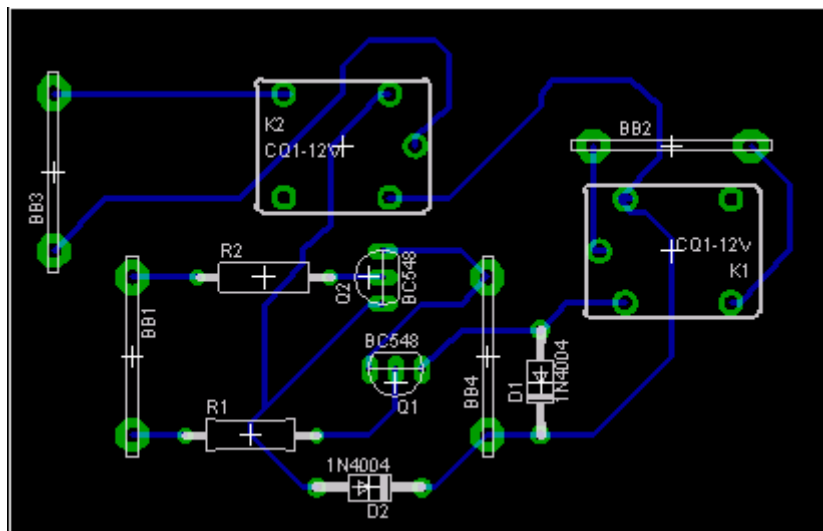 K2
CQ1-12V
BB2
BB3
CQ1-12V
K1
R2
Q2
BC548
BB1
BC548
Q1
BB4
D1
1N4004
R1
1N4004
D2